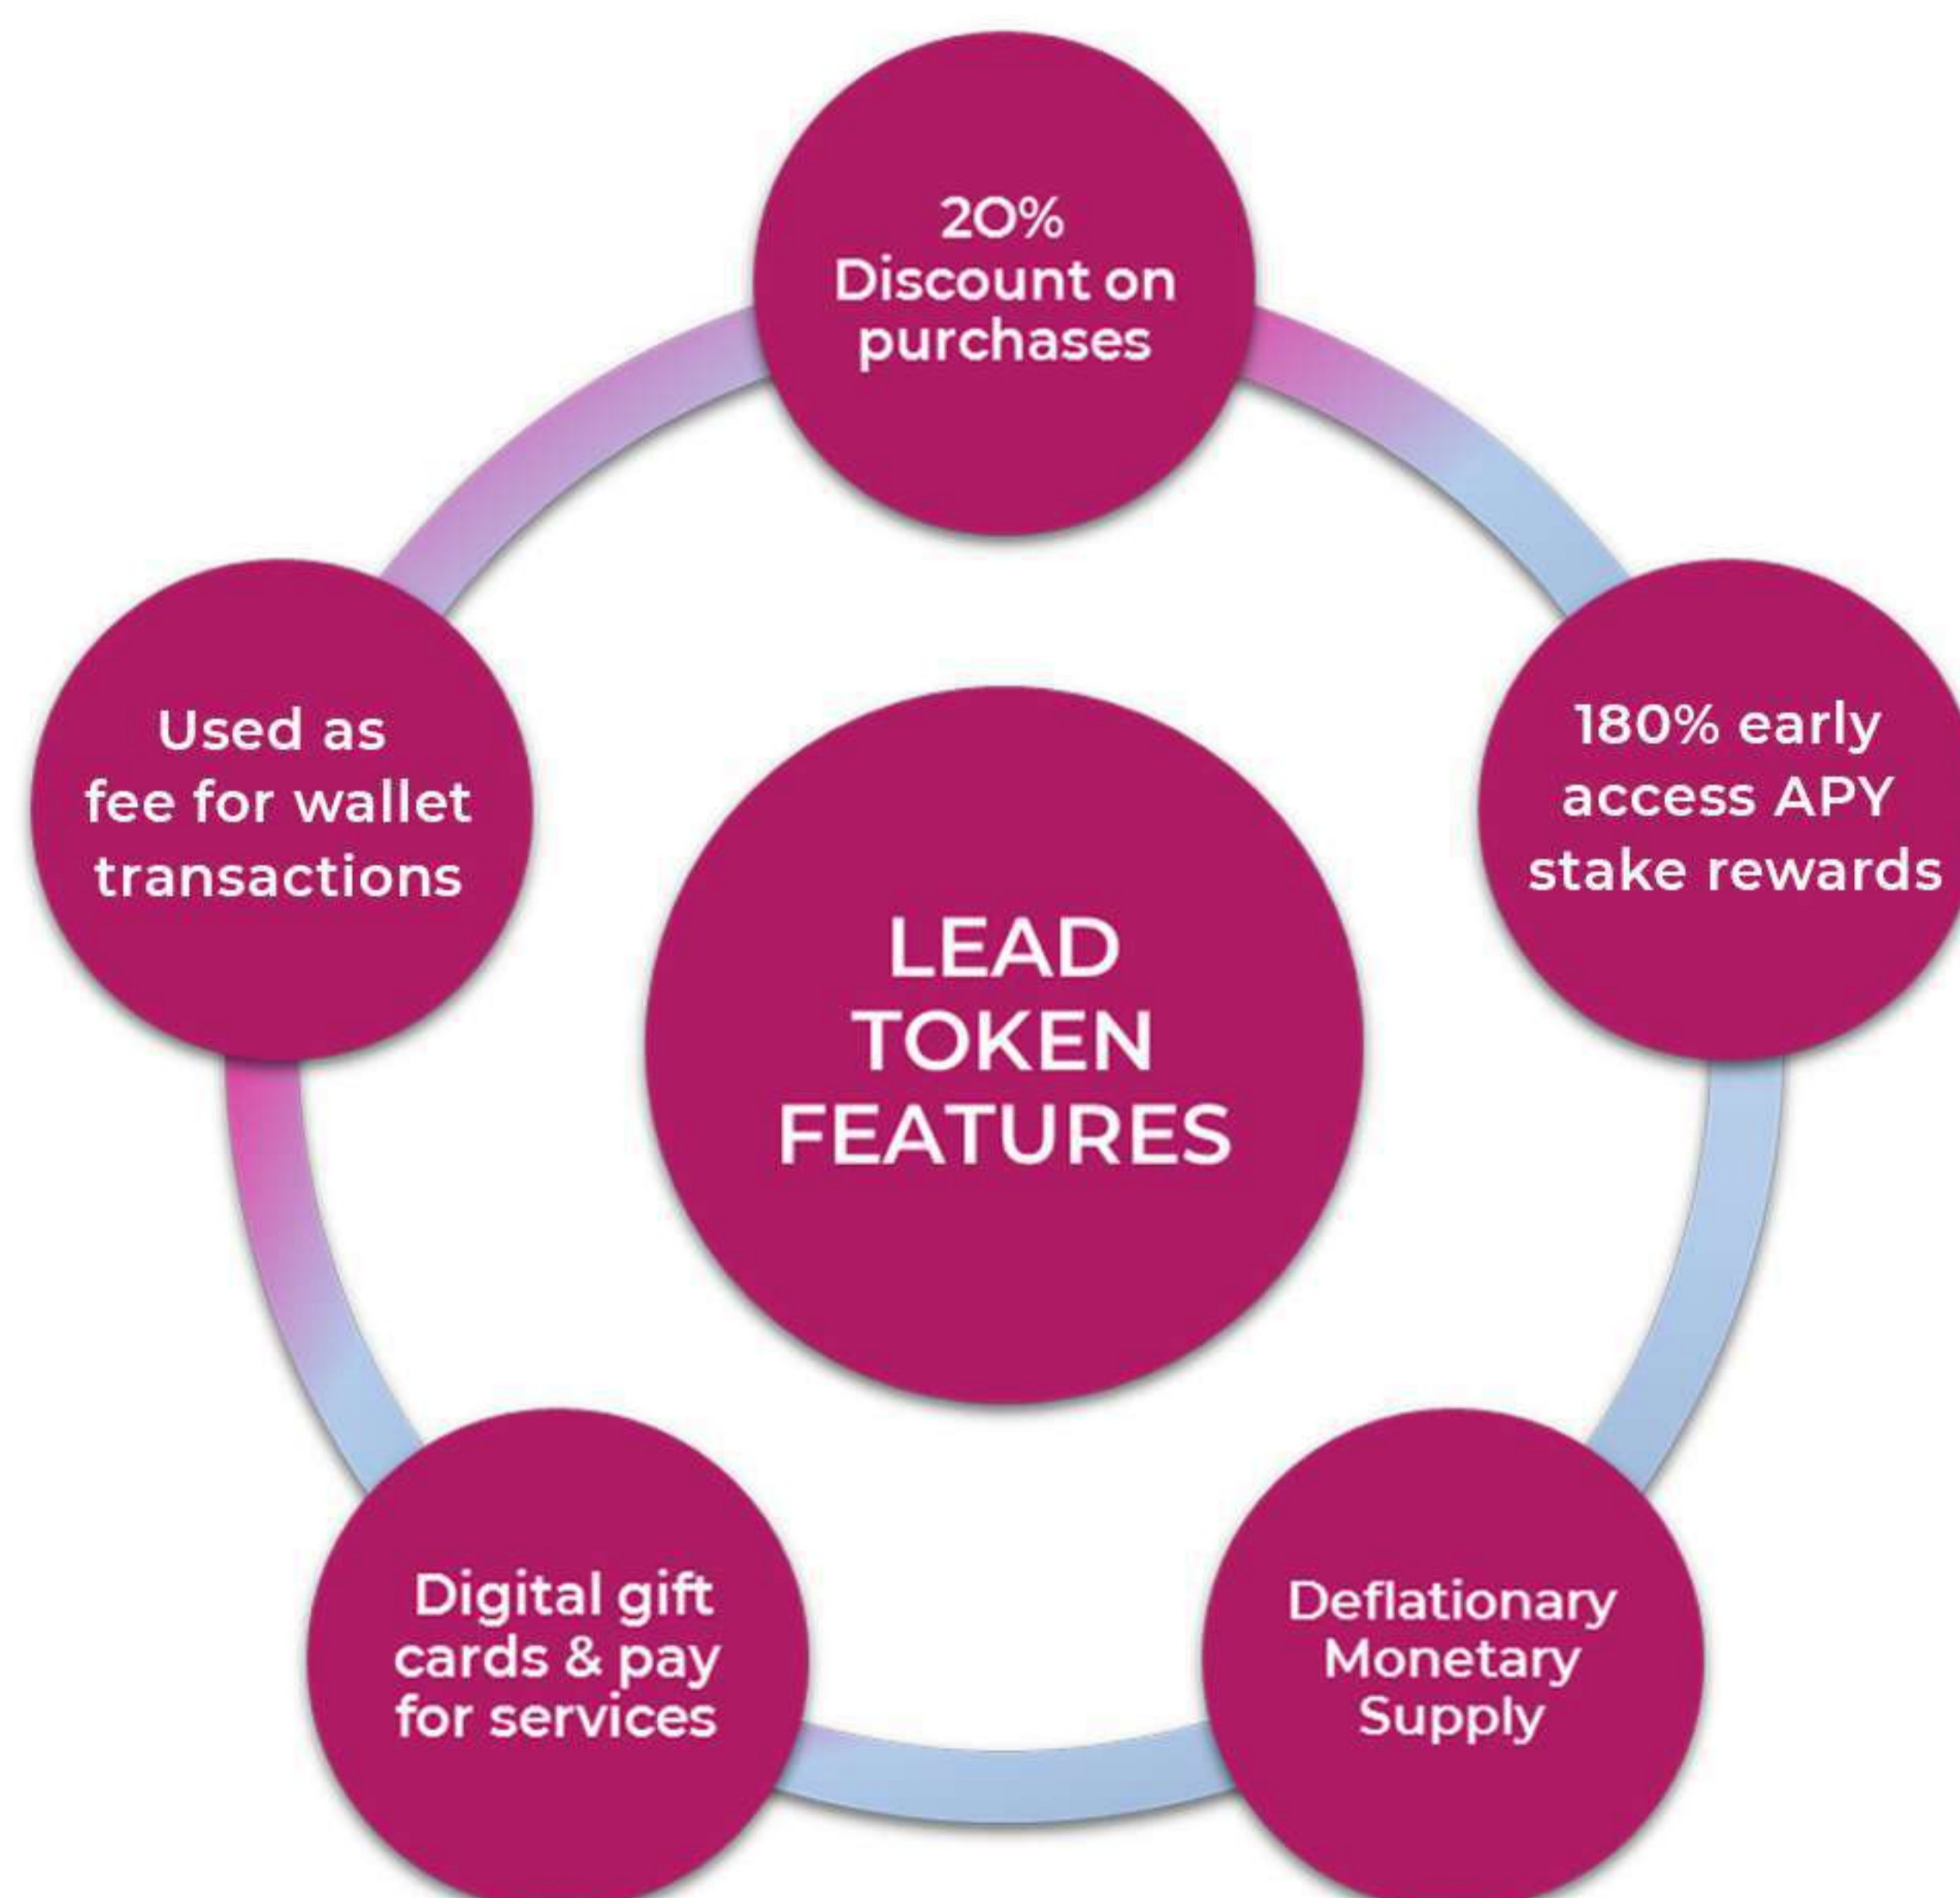 20%
Discount on
purchases
180% early
access APY
stake rewards
Used as
fee for wallet
transactions
LEAD
TOKEN
FEATURES
Digital gift
cards & pay
for services
Deflationary
Monetary
Supply